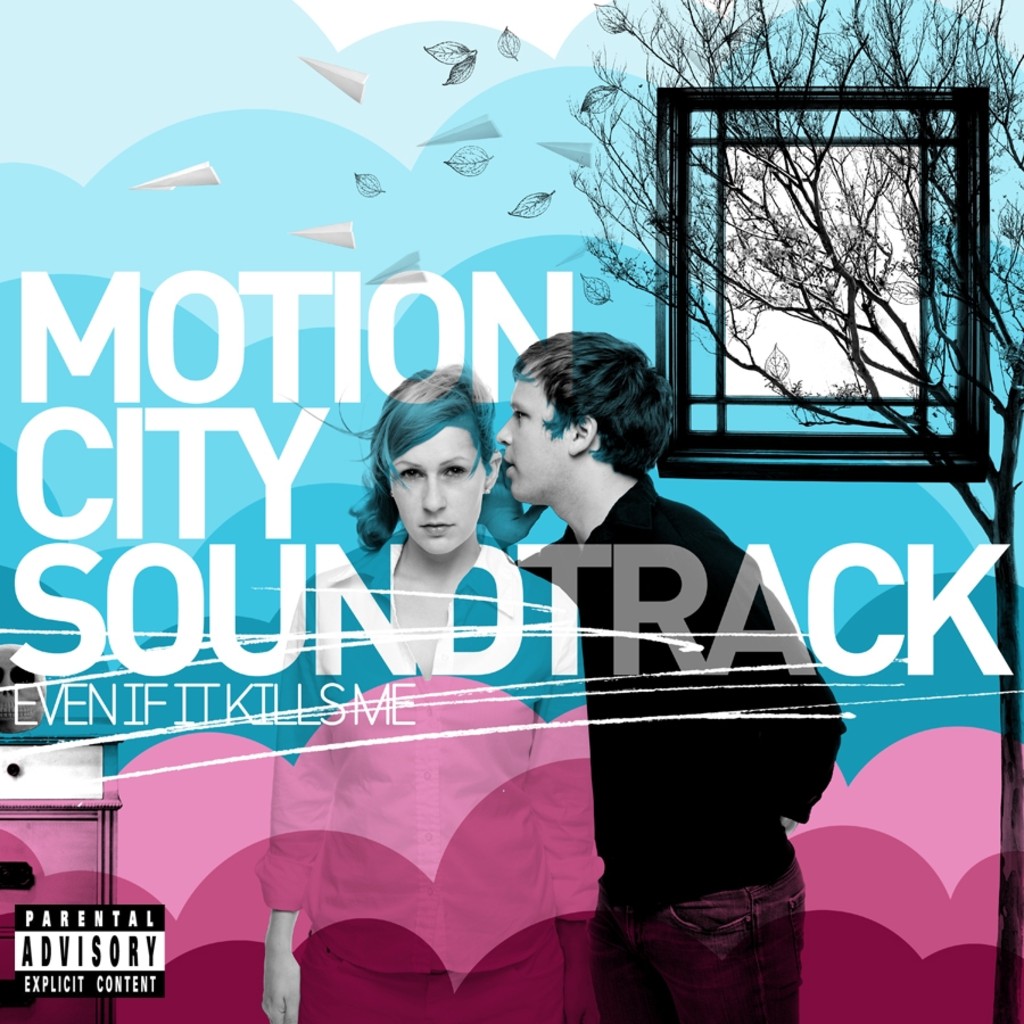 MOTION
CITY
SOUNDTRACK
EVEN IF IT KILLS ME
PARENTAL
ADVISORY
EXPLICIT CONTENT